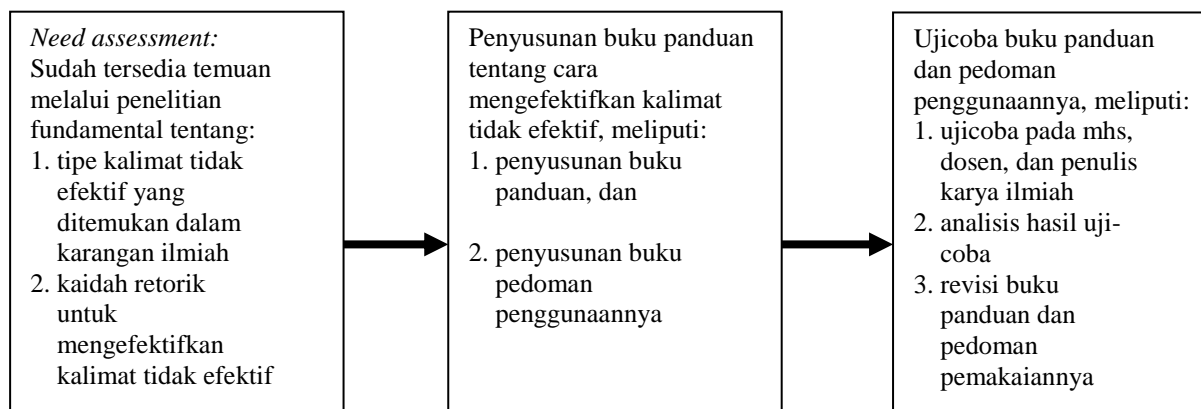 Need assessment:
Sudah tersedia temuan
melalui penelitian
fundamental tentang:
1. tipe kalimat tidak
efektif yang
ditemukan dalam
karangan ilmiah
2. kaidah retorik
untuk
mengefektifkan
kalimat tidak efektif
Penyusunan buku panduan
tentang cara
mengefektifkan kalimat
tidak efektif, meliputi:
1. penyusunan buku
panduan, dan
2. penyusunan buku
pedoman
penggunaannya
Ujicoba buku panduan
dan pedoman
penggunaannya, meliputi:
1. ujicoba pada mhs,
dosen, dan penulis
karya ilmiah
2. analisis hasil uji-
coba
3. revisi buku
panduan dan
pedoman
pemakaiannya